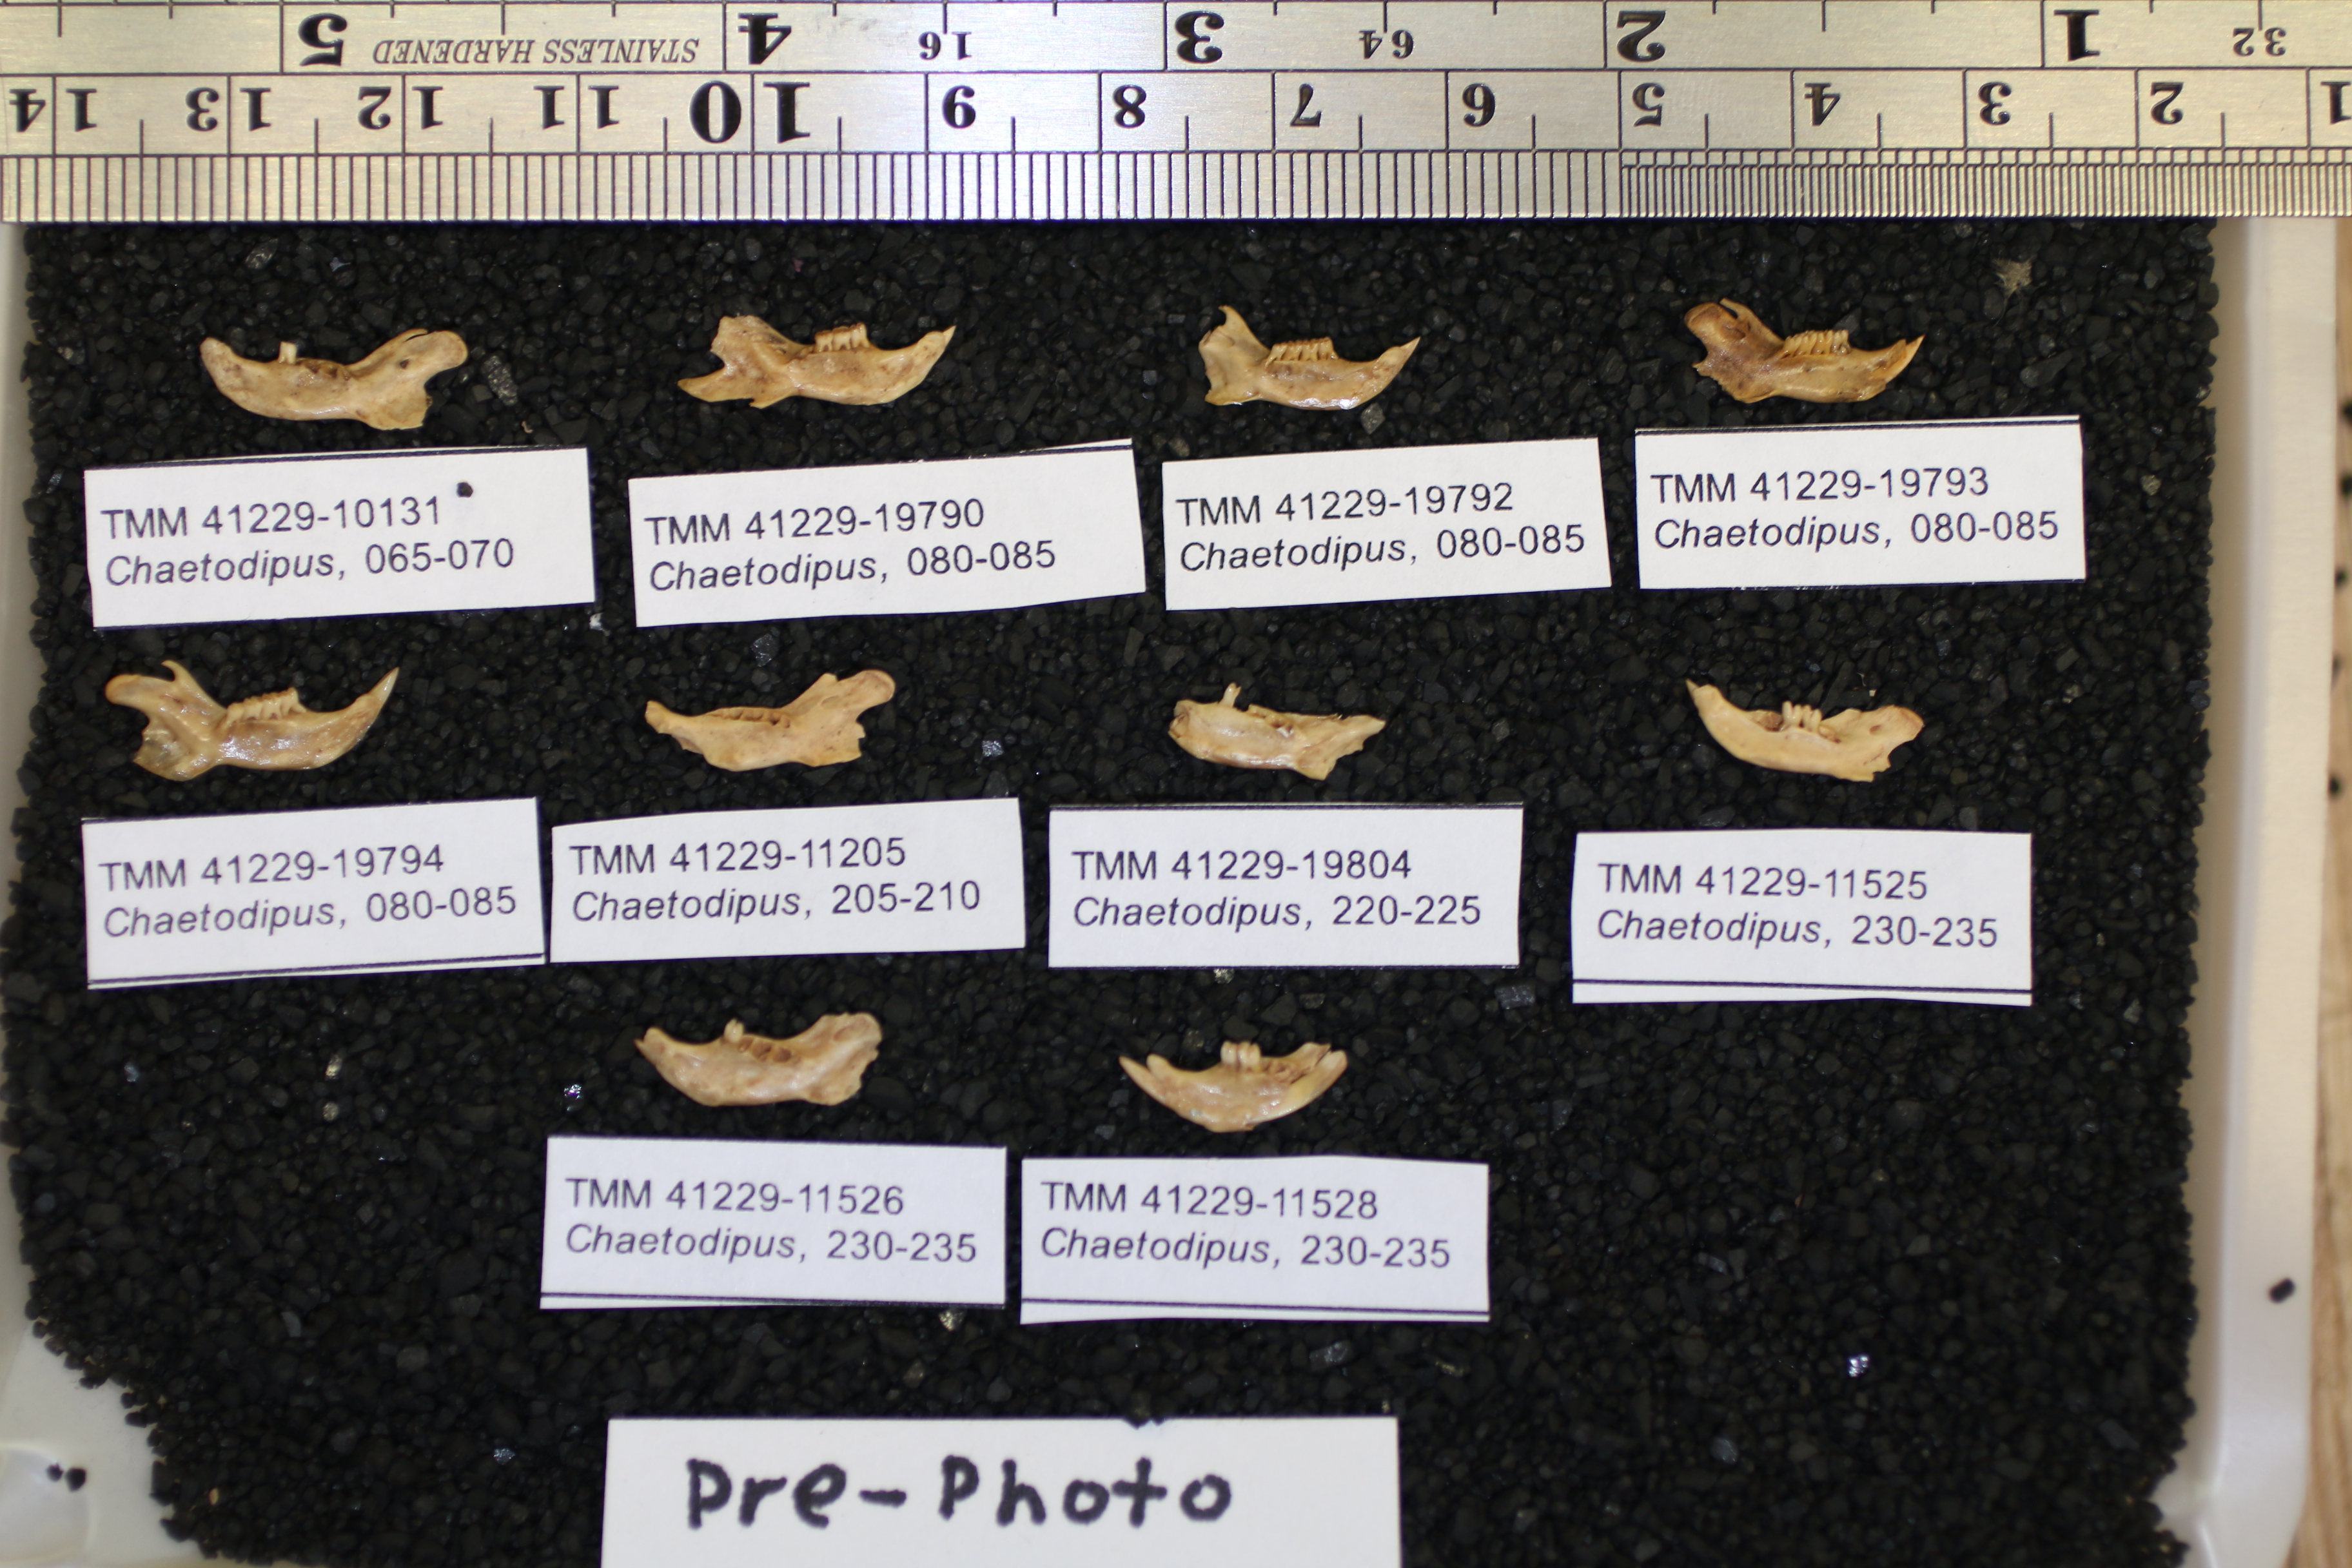 5 STAINLESS HARDENED 4 16 3 64 2 1 32
14 13 12 11 10 9 8 7 6 5 4 3 2 1
TMM 41229-10131
Chaetodipus, 065-070
TMM 41229-19790
Chaetodipus, 080-085
TMM 41229-19792
Chaetodipus, 080-085
TMM 41229-19793
Chaetodipus, 080-085
TMM 41229-19794
Chaetodipus, 080-085
TMM 41229-11205
Chaetodipus, 205-210
TMM 41229-19804
Chaetodipus, 220-225
TMM 41229-11525
Chaetodipus, 230-235
TMM 41229-11526
Chaetodipus, 230-235
TMM 41229-11528
Chaetodipus, 230-235
Pre-Photo